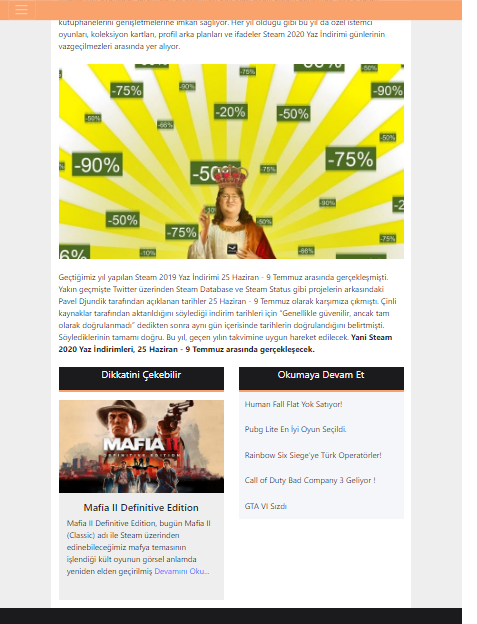 kütüphanelerini genişletmelerine imkan sağlıyor. Her yıl olduğu gibi bu yıl da özel istemci
oyunları, koleksiyon kartları, profil arka planları ve ifadeler Steam 2020 Yaz İndirimi günlerinin
vazgeçilmezleri arasında yer alıyor.
-75%
-90%
-50%
-75%
-90%
-50%
-66%
-20%
-50%
-50%
-90%
-50
-75%
-75%
-90%
-50%
-75%
-50%
-2
-75%
6%
-10%
-66%
Geçtiğimiz yıl yapılan Steam 2019 Yaz İndirimi 25 Haziran - 9 Temmuz arasında gerçekleşmişti.
Yakın geçmişte Twitter üzerinden Steam Database ve Steam Status gibi projelerin arkasındaki
Pavel Djundik tarafından açıklanan tarihler 25 Haziran - 9 Temmuz olarak karşımıza çıkmıştı. Çinli
kaynaklar tarafından aktarıldığını söylediği indirim tarihleri için "Genellikle güvenilir, ancak tam
olarak doğrulanmadı" dedikten sonra aynı gün içerisinde tarihlerin doğrulandığını belirtmişti.
Söylediklerinin tamamı doğru. Bu yıl, geçen yılın takvimine uygun hareket edilecek. Yani Steam
2020 Yaz İndirimleri, 25 Haziran - 9 Temmuz arasında gerçekleşecek.
Dikkatini Çekebilir
MAFIA II
DEFINITIVE EDITION
Mafia II Definitive Edition
Mafia II Definitive Edition, bugün Mafia II
(Classic) adı ile Steam üzerinden
edinebileceğimiz mafya temasının
işlendiği kült oyunun görsel anlamda
yeniden elden geçirilmiş Devamını Oku...
Okumaya Devam Et
Human Fall Flat Yok Satıyor!
Pubg Lite En İyi Oyun Seçildi.
Rainbow Six Siege'ye Türk Operatörler!
Call of Duty Bad Company 3 Geliyor !
GTA VI Sızdı